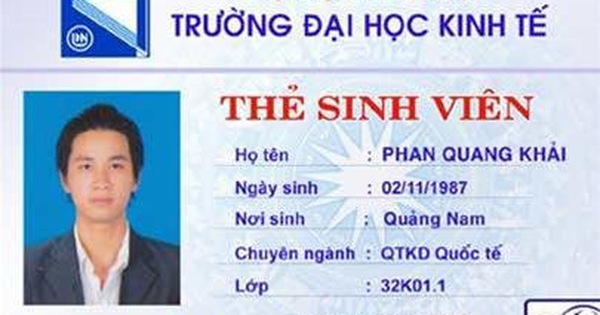 ĐN
TRƯỜNG ĐẠI HỌC KINH TẾ
THẺ SINH VIÊN
Họ tên : PHAN QUANG KHẢI
Ngày sinh : 02/11/1987
Nơi sinh : Quảng Nam
Chuyên ngành : QTKD Quốc tế
Lớp : 32K01.1